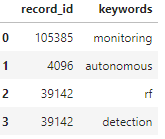 record_id keywords
0 105385 monitoring
1 4096 autonomous
2 39142 rf
3 39142 detection